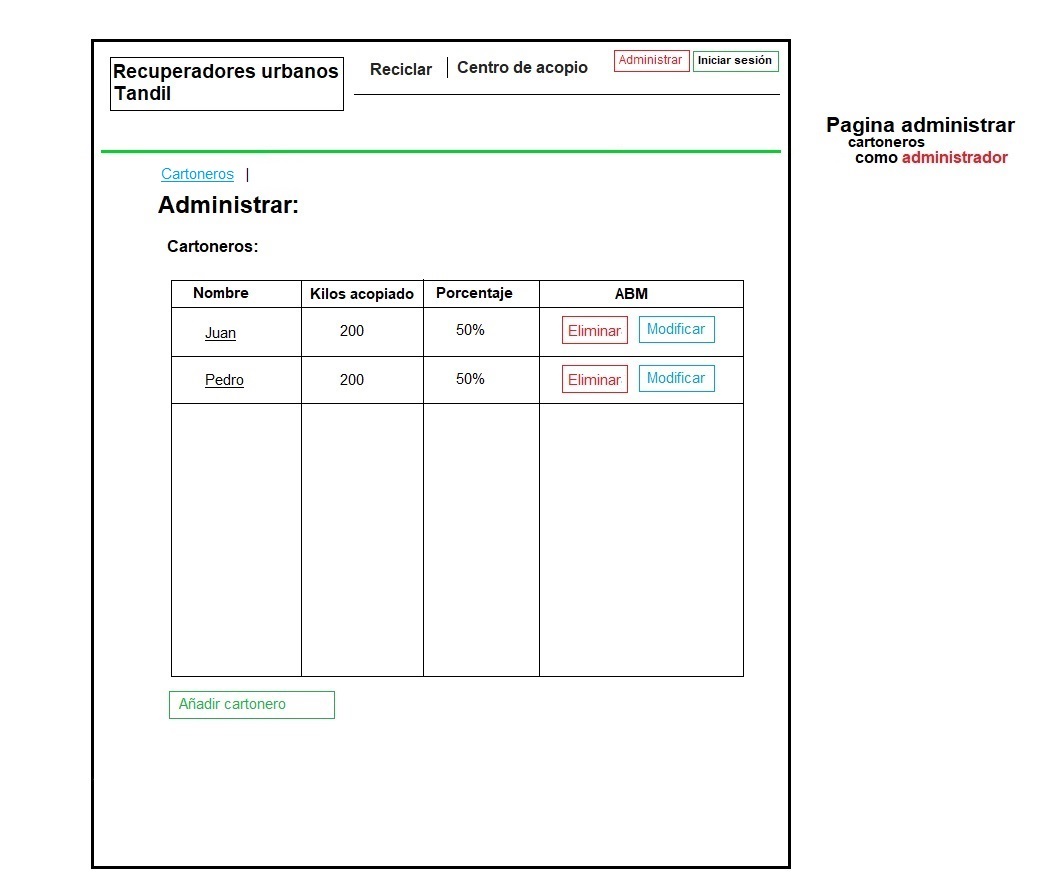 Recuperadores urbanos
Tandil
Reciclar | Centro de acopio
Administrar
Iniciar sesión
Pagina administrar
cartoneros
como administrador
Cartoneros |
Administrar:
Cartoneros:
Nombre Kilos acopiado Porcentaje ABM
Juan 200 50% Eliminar Modificar
Pedro 200 50% Eliminar Modificar
Añadir cartonero